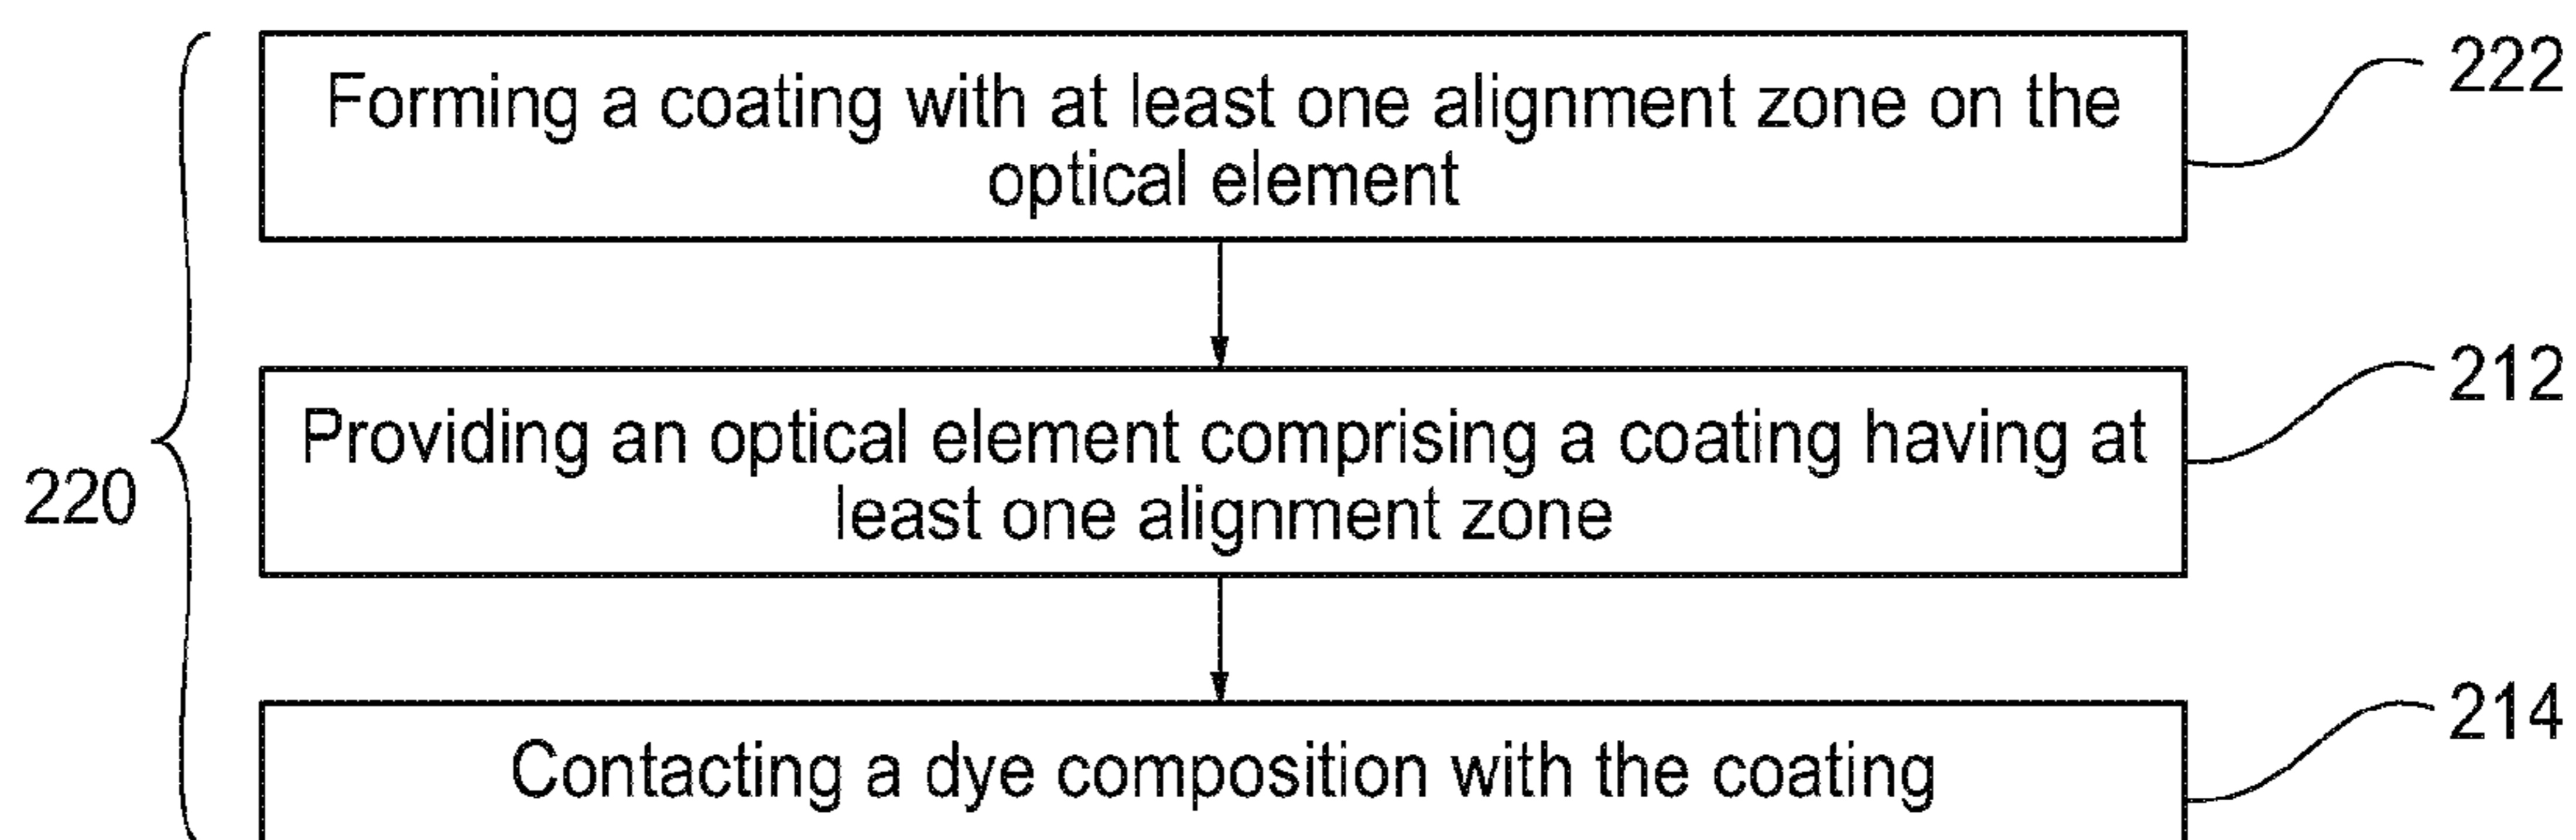 Forming a coating with at least one alignment zone on the
optical element
222
Providing an optical element comprising a coating having at
least one alignment zone
212
220
Contacting a dye composition with the coating
214